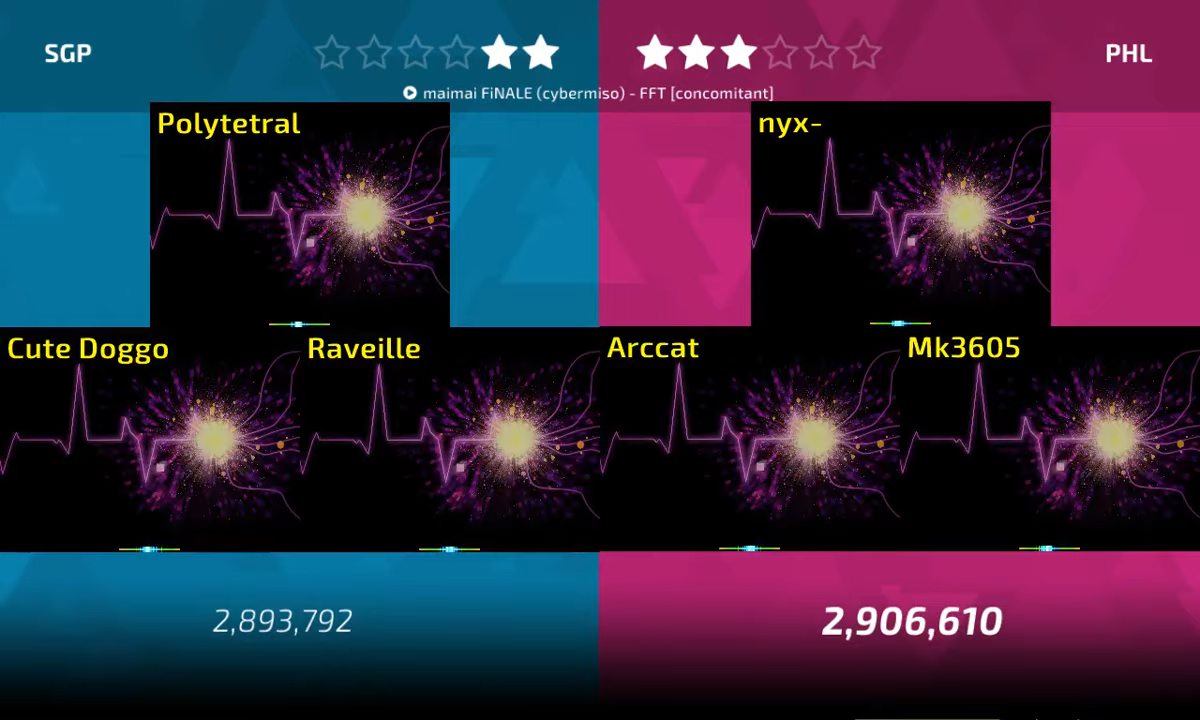 SGP
PHL
maimai FiNALE (cybermiso) - FFT [concomitant]
Polytetral
nyx-
Cute Doggo
Raveille
Arccat
Mk3605
2,893,792
2,906,610